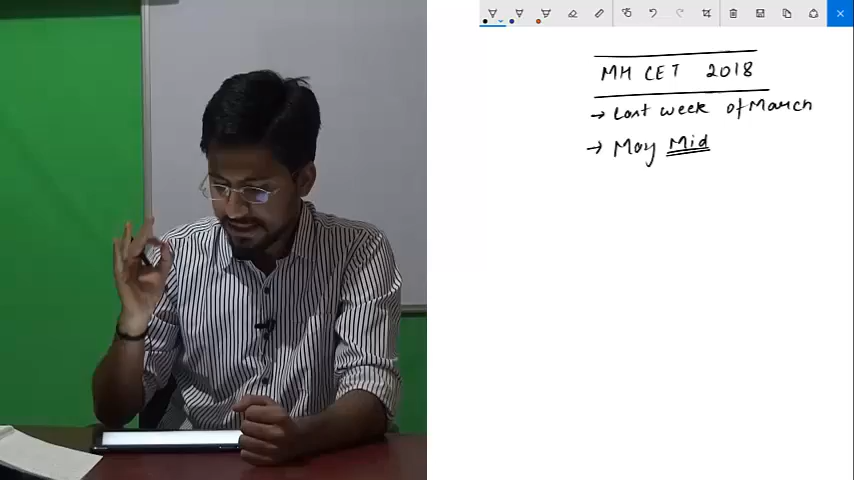 MH CET 2018
→ Last week of March
→ May Mid